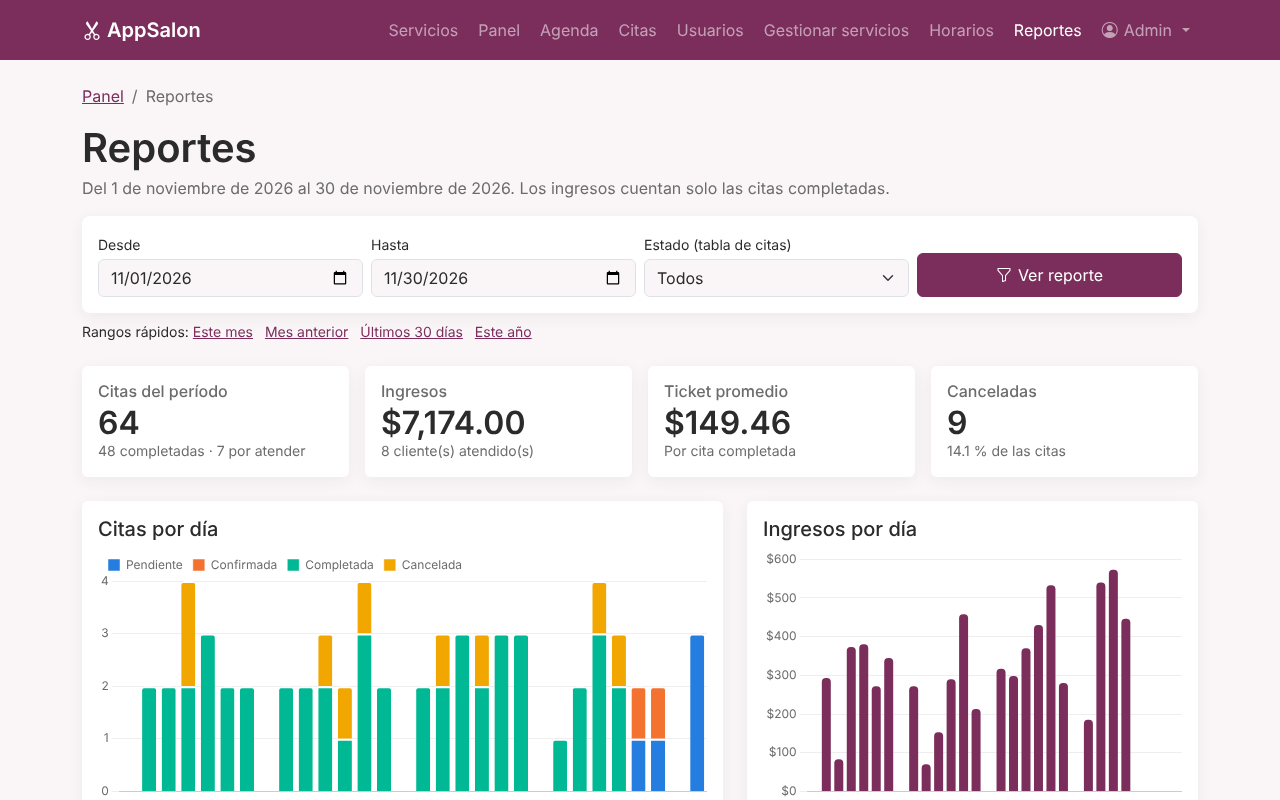 AppSalon Servicios Panel Agenda Citas Usuarios Gestionar servicios Horarios Reportes Admin
Panel / Reportes
Reportes
Del 1 de noviembre de 2026 al 30 de noviembre de 2026. Los ingresos cuentan solo las citas completadas.
Desde Hasta Estado (tabla de citas)
11/01/2026 11/30/2026 Todos Ver reporte
Rangos rápidos: Este mes Mes anterior Últimos 30 días Este año
Citas del período
64
48 completadas · 7 por atender
Ingresos
$7,174.00
8 cliente(s) atendido(s)
Ticket promedio
$149.46
Por cita completada
Canceladas
9
14.1 % de las citas
Citas por día
Pendiente Confirmada Completada Cancelada
4
3
2
1
0
Ingresos por día
$600
$500
$400
$300
$200
$100
$0